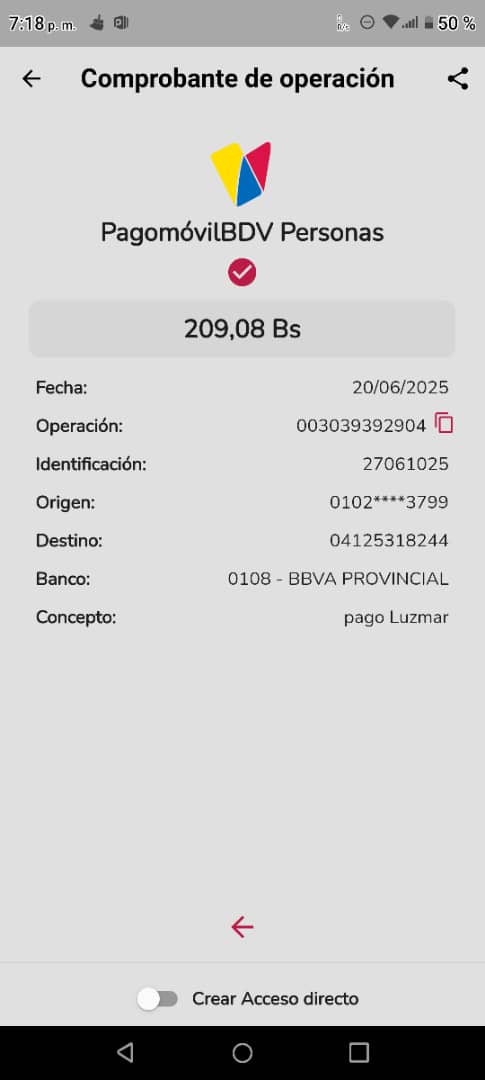 7:18 p. m. 50 %
Comprobante de operación
PagomóvilBDV Personas
209,08 Bs
Fecha: 20/06/2025
Operación: 003039392904
Identificación: 27061025
Origen: 0102****3799
Destino: 04125318244
Banco: 0108 - BBVA PROVINCIAL
Concepto: pago Luzmar
Crear Acceso directo